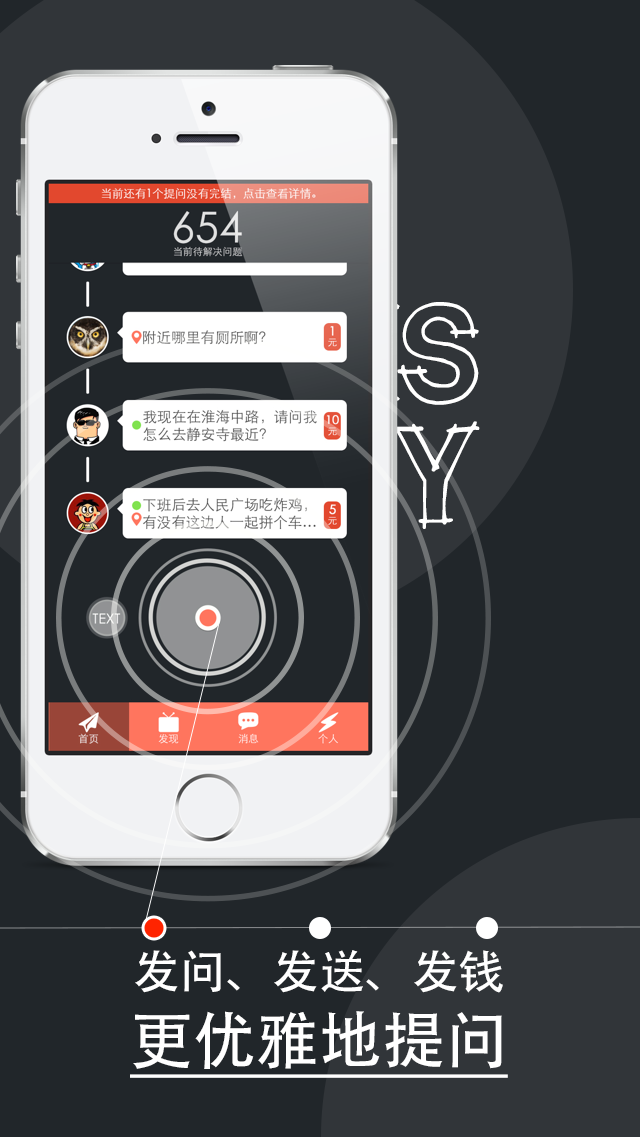 当前还有1个提问没有完结，点击查看详情。
654
当前待解决问题
附近哪里有厕所啊？
1
元
我现在在淮海中路，请问我
怎么去静安寺最近？
10
元
下班后去人民广场吃炸鸡，
有没有这边人一起拼个车...
5
元
S
Y
TEXT
首页 发现 消息 个人
发问、发送、发钱
更优雅地提问